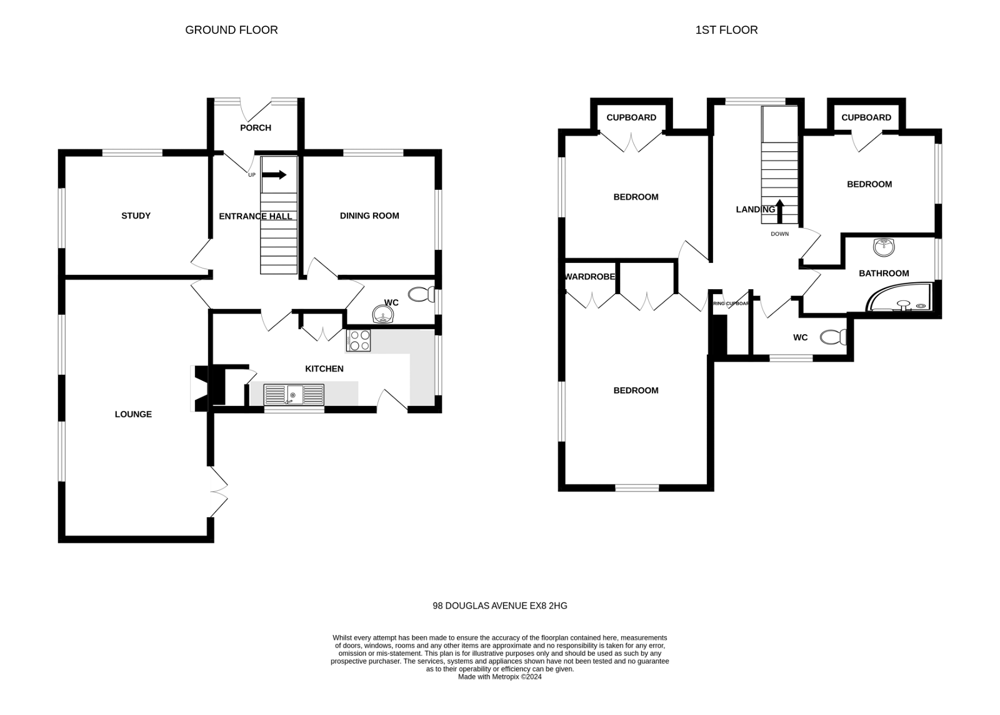 GROUND FLOOR
1ST FLOOR
PORCH
UP
STUDY
ENTRANCE HALL
DINING ROOM
WC
KITCHEN
LOUNGE
CUPBOARD
CUPBOARD
BEDROOM
BEDROOM
LANDING
DOWN
WARDROBE
BATHROOM
RING CUPBOAR
WC
BEDROOM
98 DOUGLAS AVENUE EX8 2HG
Whilst every attempt has been made to ensure the accuracy of the floorplan contained here, measurements
of doors, windows, rooms and any other items are approximate and no responsibility is taken for any error,
omission or mis-statement. This plan is for illustrative purposes only and should be used as such by any
prospective purchaser. The services, systems and appliances shown have not been tested and no guarantee
as to their operability or efficiency can be given.
Made with Metropix ©2024